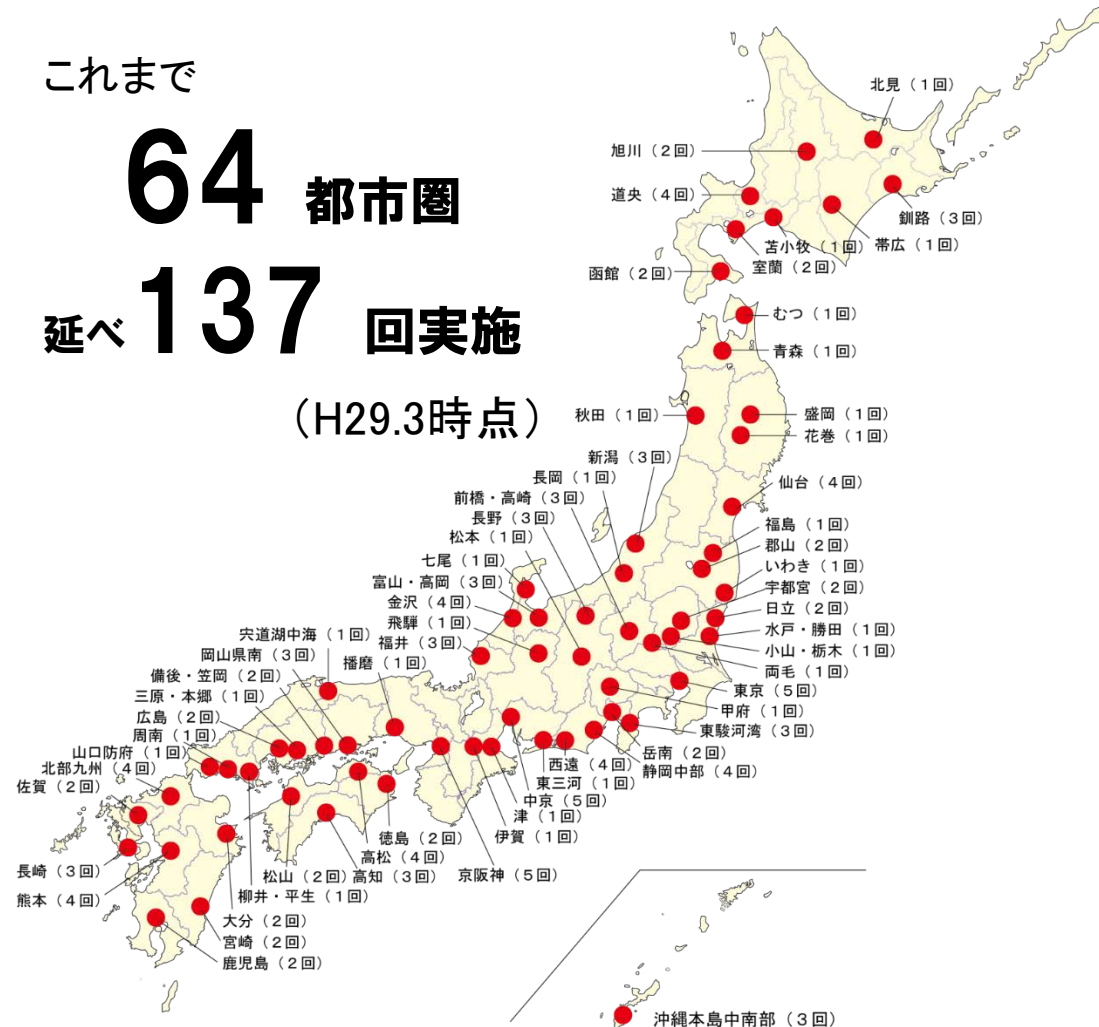 これまで
64 都市圏
延べ 137 回実施
（H29.3時点）
北見（１回）
旭川（２回）
道央（４回）
釧路（３回）
苫小牧（１回）
帯広（１回）
室蘭（２回）
函館（２回）
むつ（１回）
青森（１回）
秋田（１回）
盛岡（１回）
花巻（１回）
新潟（３回）
長岡（１回）
仙台（４回）
前橋・高崎（３回）
長野（３回）
福島（１回）
松本（１回）
郡山（２回）
七尾（１回）
いわき（１回）
富山・高岡（３回）
宇都宮（２回）
金沢（４回）
日立（２回）
飛騨（１回）
水戸・勝田（１回）
宍道湖中海（１回）
福井（３回）
小山・栃木（１回）
岡山県南（３回）
播磨（１回）
両毛（１回）
備後・笠岡（２回）
東京（５回）
三原・本郷（１回）
甲府（１回）
広島（２回）
東駿河湾（３回）
周南（１回）
山口防府（１回）
岳南（２回）
北部九州（４回）
西遠（４回）
静岡中部（４回）
佐賀（２回）
東三河（１回）
中京（５回）
津（１回）
徳島（２回）
伊賀（１回）
高松（４回）
長崎（３回）
松山（２回）
高知（３回）
京阪神（５回）
柳井・平生（１回）
熊本（４回）
大分（２回）
宮崎（２回）
鹿児島（２回）
沖縄本島中南部（３回）